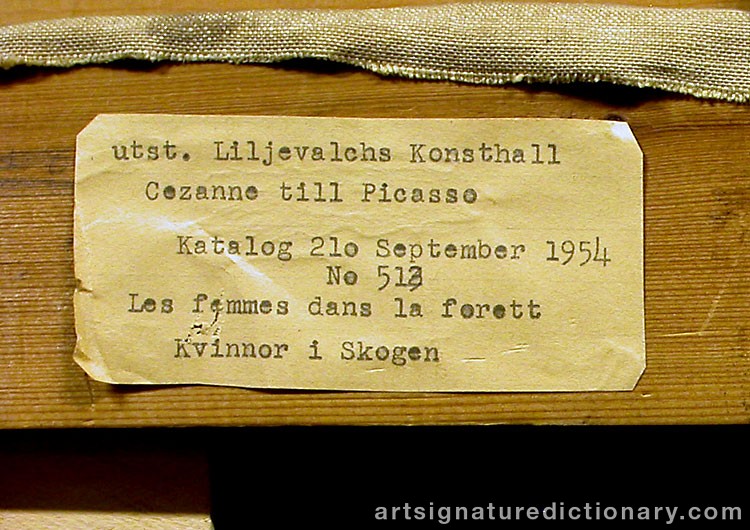 utst. Liljevalchs Konsthall
Cezanne till Picasso
Katalog 21o September 1954
No 513
Les femmes dans la forett
Kvinnor i Skogen
artsignaturedictionary.com